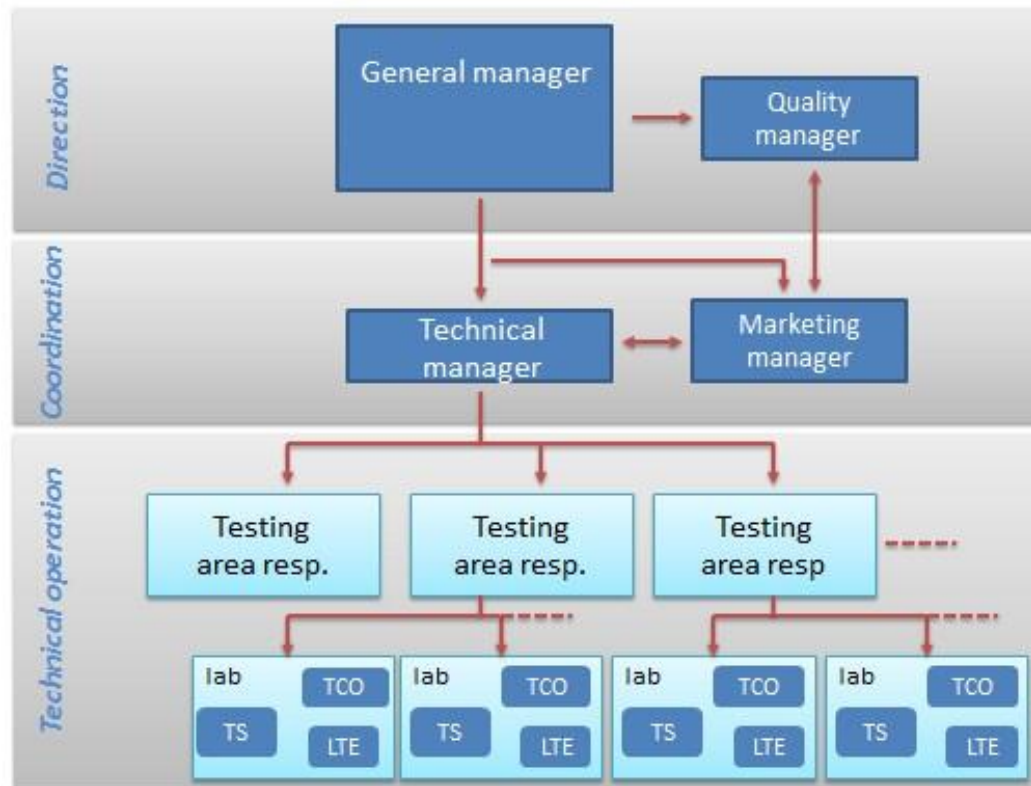 Direction
General manager
Quality
manager
Coordination
Technical
manager
Marketing
manager
Technical operation
Testing
area resp.
Testing
area resp.
Testing
area resp
lab
TCO
TS
LTE
lab
TCO
TS
LTE
lab
TCO
TS
LTE
lab
TCO
TS
LTE